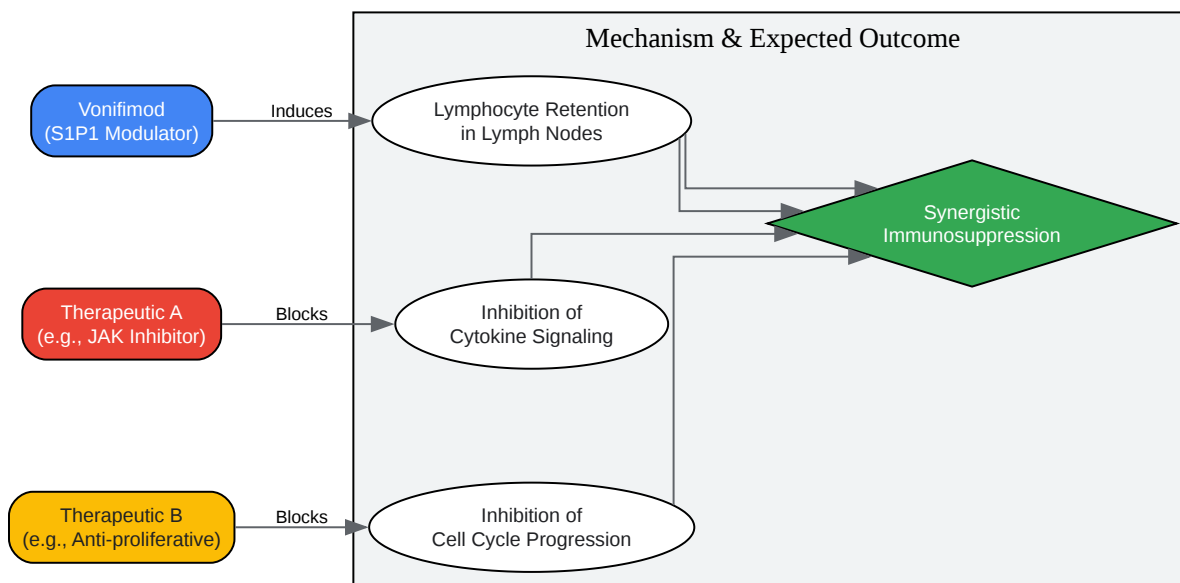 Mechanism & Expected Outcome
Vonifimod
(S1P1 Modulator)
Induces
Lymphocyte Retention
in Lymph Nodes
Synergistic
Immunosuppression
Therapeutic A
(e.g., JAK Inhibitor)
Blocks
Inhibition of
Cytokine Signaling
Therapeutic B
(e.g., Anti-proliferative)
Blocks
Inhibition of
Cell Cycle Progression